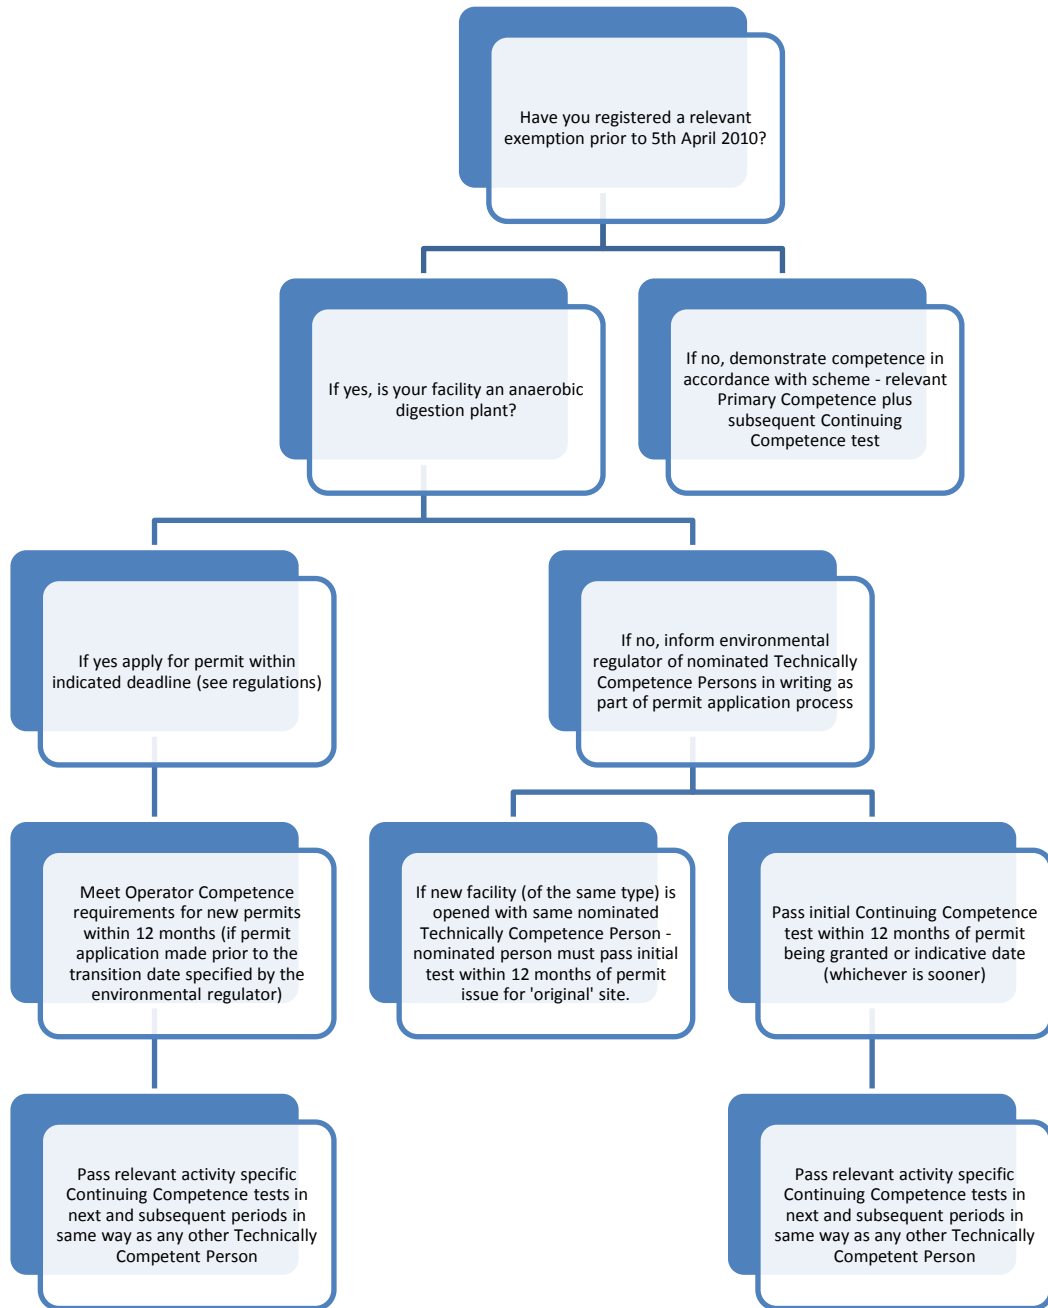 Have you registered a relevant
exemption prior to 5th April 2010?
If yes, is your facility an anaerobic
digestion plant?
If no, demonstrate competence in
accordance with scheme - relevant
Primary Competence plus
subsequent Continuing
Competence test
If yes apply for permit within
indicated deadline (see regulations)
If no, inform environmental
regulator of nominated Technically
Competence Persons in writing as
part of permit application process
Meet Operator Competence
requirements for new permits
within 12 months (if permit
application made prior to the
transition date specified by the
environmental regulator)
If new facility (of the same type) is
opened with same nominated
Technically Competence Person -
nominated person must pass initial
test within 12 months of permit
issue for 'original' site.
Pass initial Continuing Competence
test within 12 months of permit
being granted or indicative date
(whichever is sooner)
Pass relevant activity specific
Continuing Competence tests in
next and subsequent periods in
same way as any other Technically
Competent Person
Pass relevant activity specific
Continuing Competence tests in
next and subsequent periods in
same way as any other Technically
Competent Person